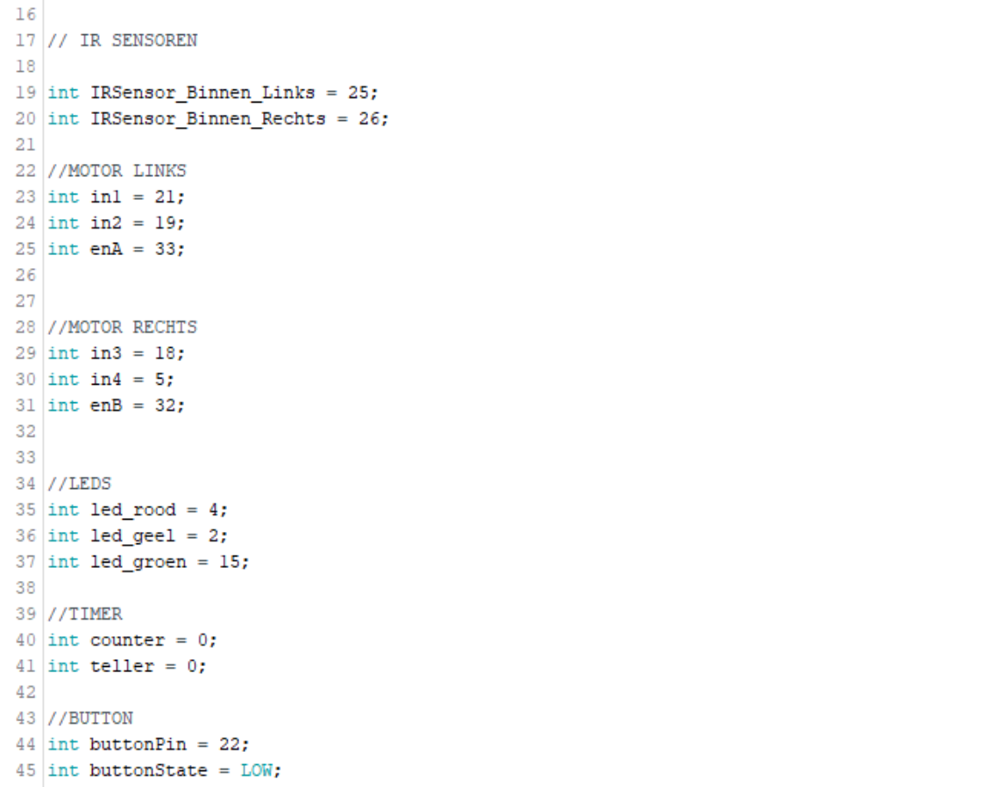 16
17 // IR SENSOREN
18
19 int IRSensor_Binnen_Links = 25;
20 int IRSensor_Binnen_Rechts = 26;
21
22 //MOTOR LINKS
23 int in1 = 21;
24 int in2 = 19;
25 int enA = 33;
26
27
28 //MOTOR RECHTS
29 int in3 = 18;
30 int in4 = 5;
31 int enB = 32;
32
33
34 //LEDS
35 int led_rood = 4;
36 int led_geel = 2;
37 int led_groen = 15;
38
39 //TIMER
40 int counter = 0;
41 int teller = 0;
42
43 //BUTTON
44 int buttonPin = 22;
45 int buttonState = LOW;